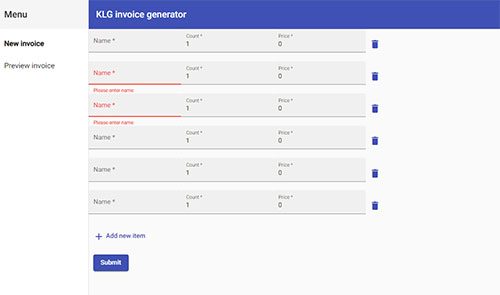 Menu
KLG invoice generator
New invoice
Preview invoice
Name * Count * 1 Price * 0
Name * Count * 1 Price * 0
Please enter name
Name * Count * 1 Price * 0
Please enter name
Name * Count * 1 Price * 0
Name * Count * 1 Price * 0
Name * Count * 1 Price * 0
+ Add new item
Submit